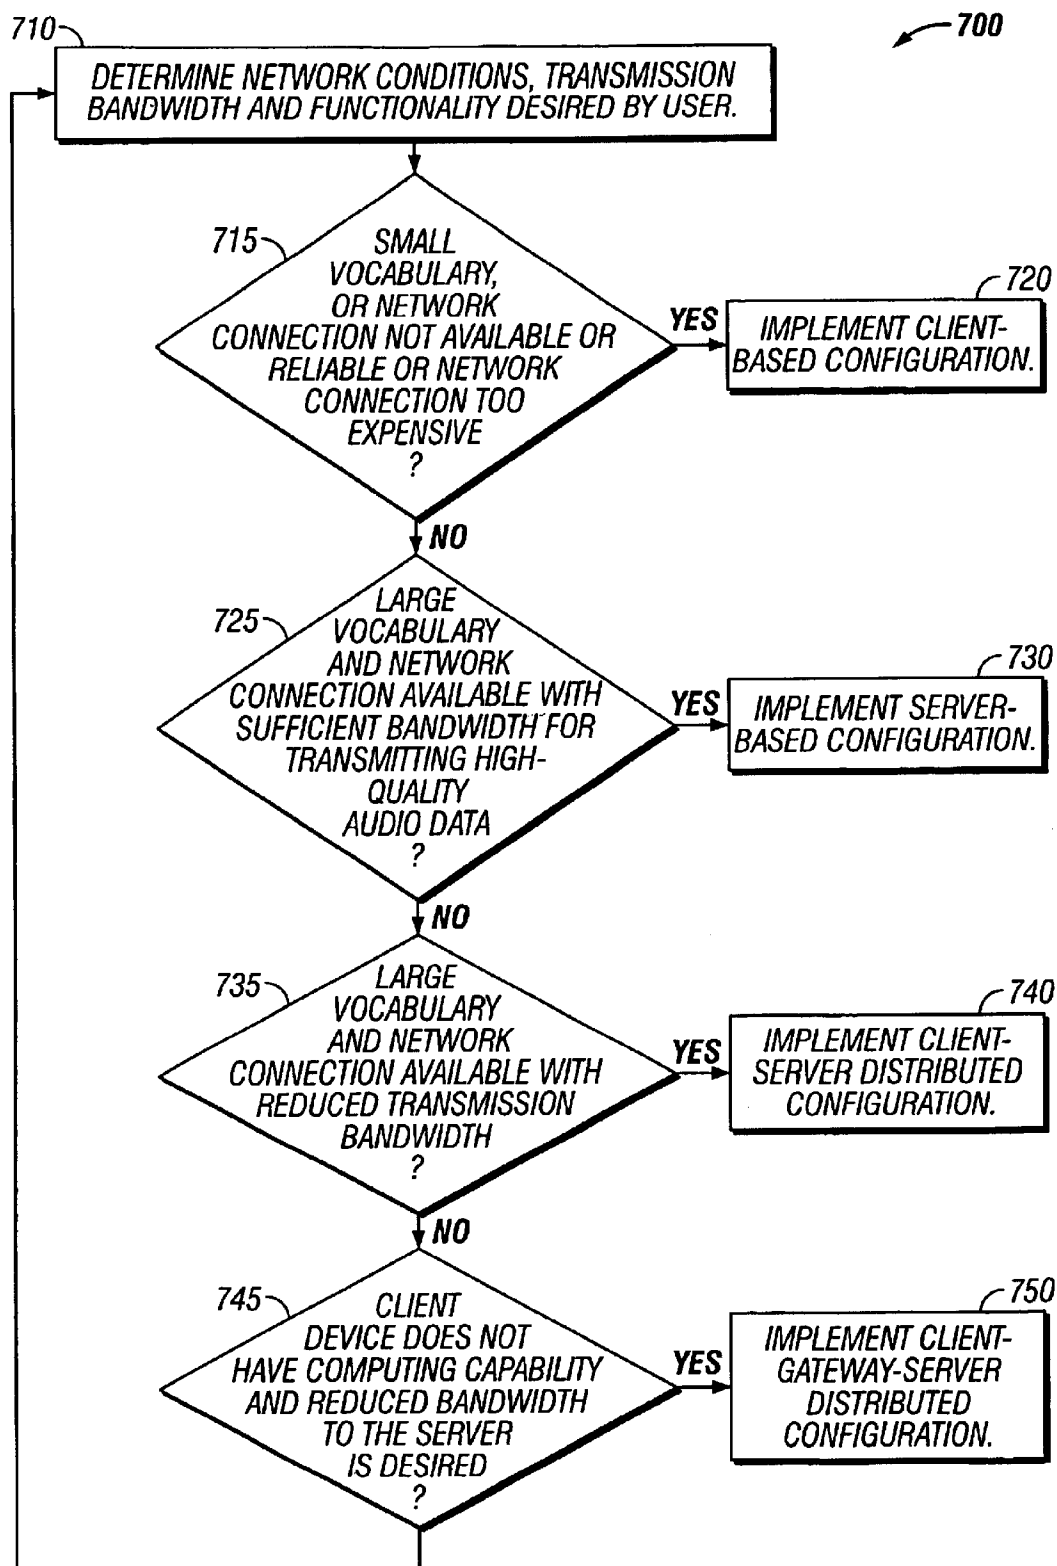 710
700
DETERMINE NETWORK CONDITIONS, TRANSMISSION
BANDWIDTH AND FUNCTIONALITY DESIRED BY USER.
715
SMALL
VOCABULARY,
OR NETWORK
CONNECTION NOT AVAILABLE OR
RELIABLE OR NETWORK
CONNECTION TOO
EXPENSIVE
?
YES
720
IMPLEMENT CLIENT-
BASED CONFIGURATION.
NO
725
LARGE
VOCABULARY
AND NETWORK
CONNECTION AVAILABLE WITH
SUFFICIENT BANDWIDTH FOR
TRANSMITTING HIGH-
QUALITY
AUDIO DATA
?
YES
730
IMPLEMENT SERVER-
BASED CONFIGURATION.
NO
735
LARGE
VOCABULARY
AND NETWORK
CONNECTION AVAILABLE WITH
REDUCED TRANSMISSION
BANDWIDTH
?
YES
740
IMPLEMENT CLIENT-
SERVER DISTRIBUTED
CONFIGURATION.
NO
745
CLIENT
DEVICE DOES NOT
HAVE COMPUTING CAPABILITY
AND REDUCED BANDWIDTH
TO THE SERVER
IS DESIRED
?
YES
750
IMPLEMENT CLIENT-
GATEWAY-SERVER
DISTRIBUTED
CONFIGURATION.